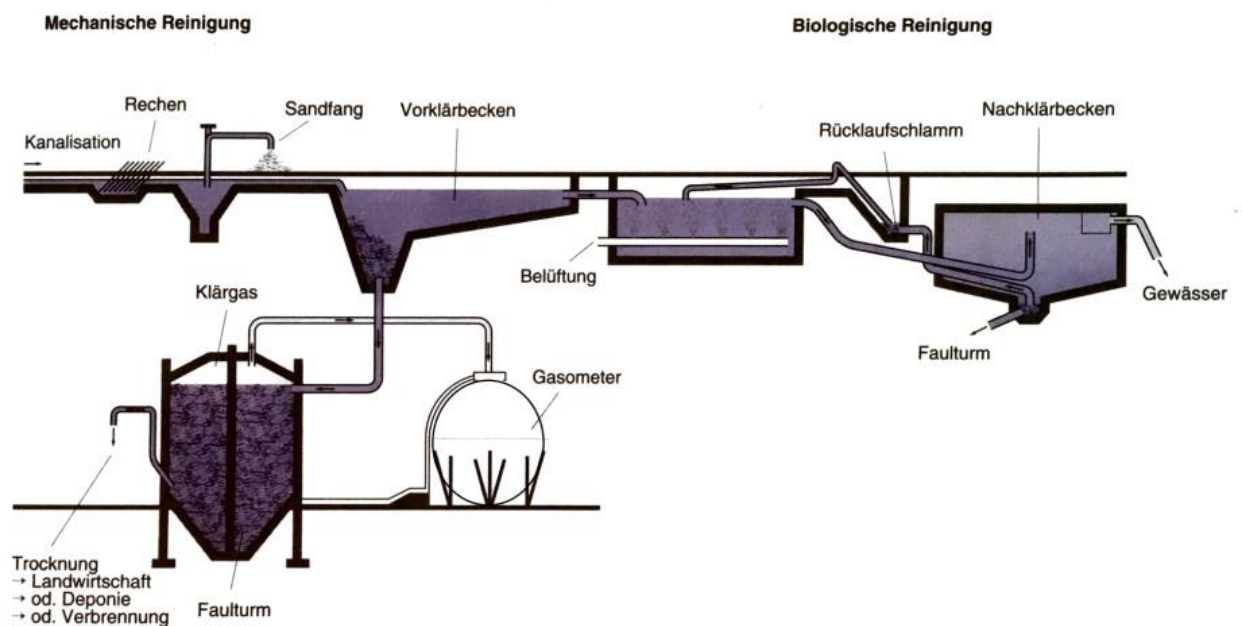 Mechanische Reinigung
Biologische Reinigung
Rechen
Sandfang
Vorklärbecken
Nachklärbecken
Kanalisation
Rücklaufschlamm
Belüftung
Klärgas
Gewässer
Faulturm
Gasometer
Trocknung
→ Landwirtschaft
→ od. Deponie
→ od. Verbrennung
Faulturm